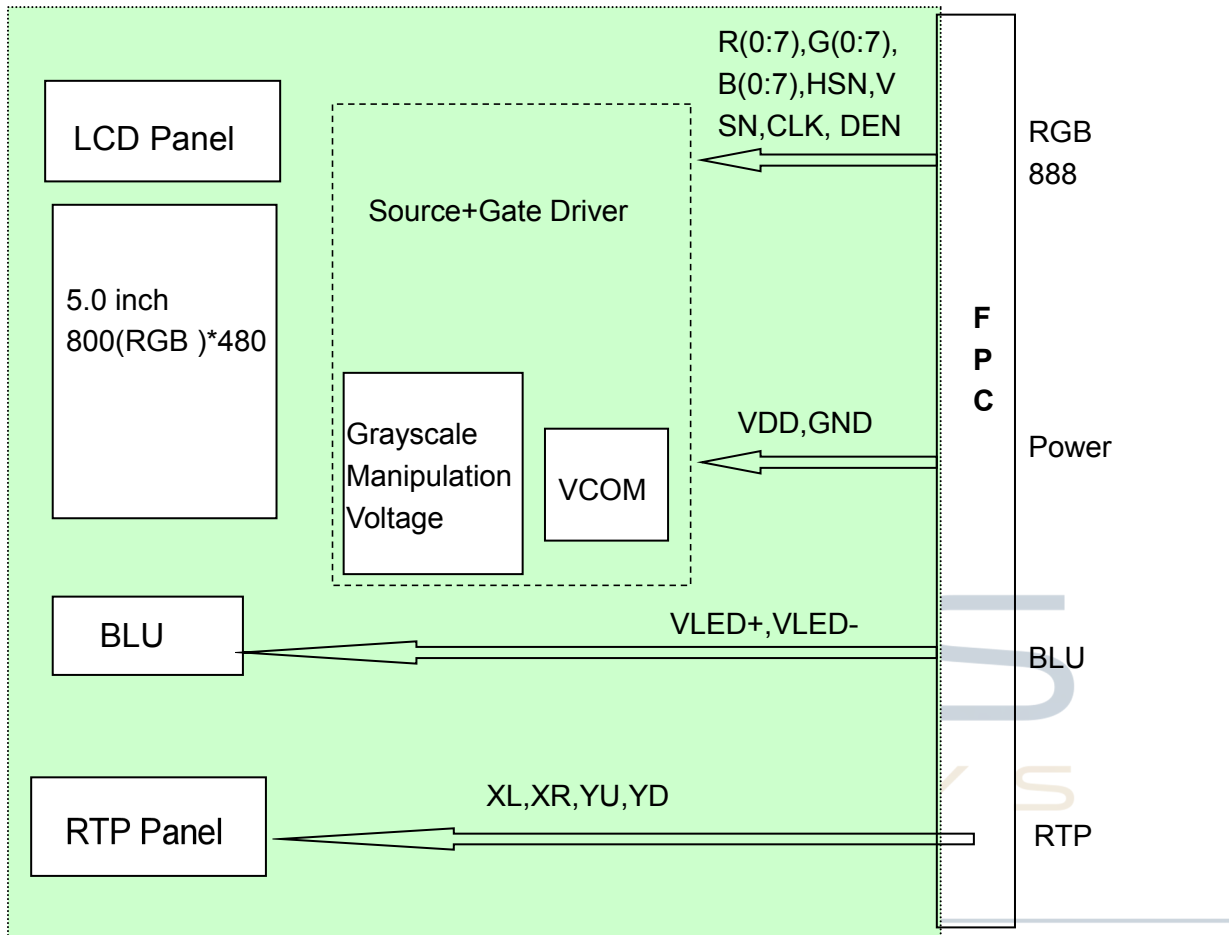 R(0:7),G(0:7),
B(0:7),HSN,V
SN,CLK, DEN
RGB
888
LCD Panel
Source+Gate Driver
5.0 inch
800(RGB )*480
F
P
C
Grayscale
Manipulation
Voltage
VCOM
VDD,GND
Power
BLU
VLED+,VLED-
BLU
RTP Panel
XL,XR,YU,YD
RTP
S
Y S